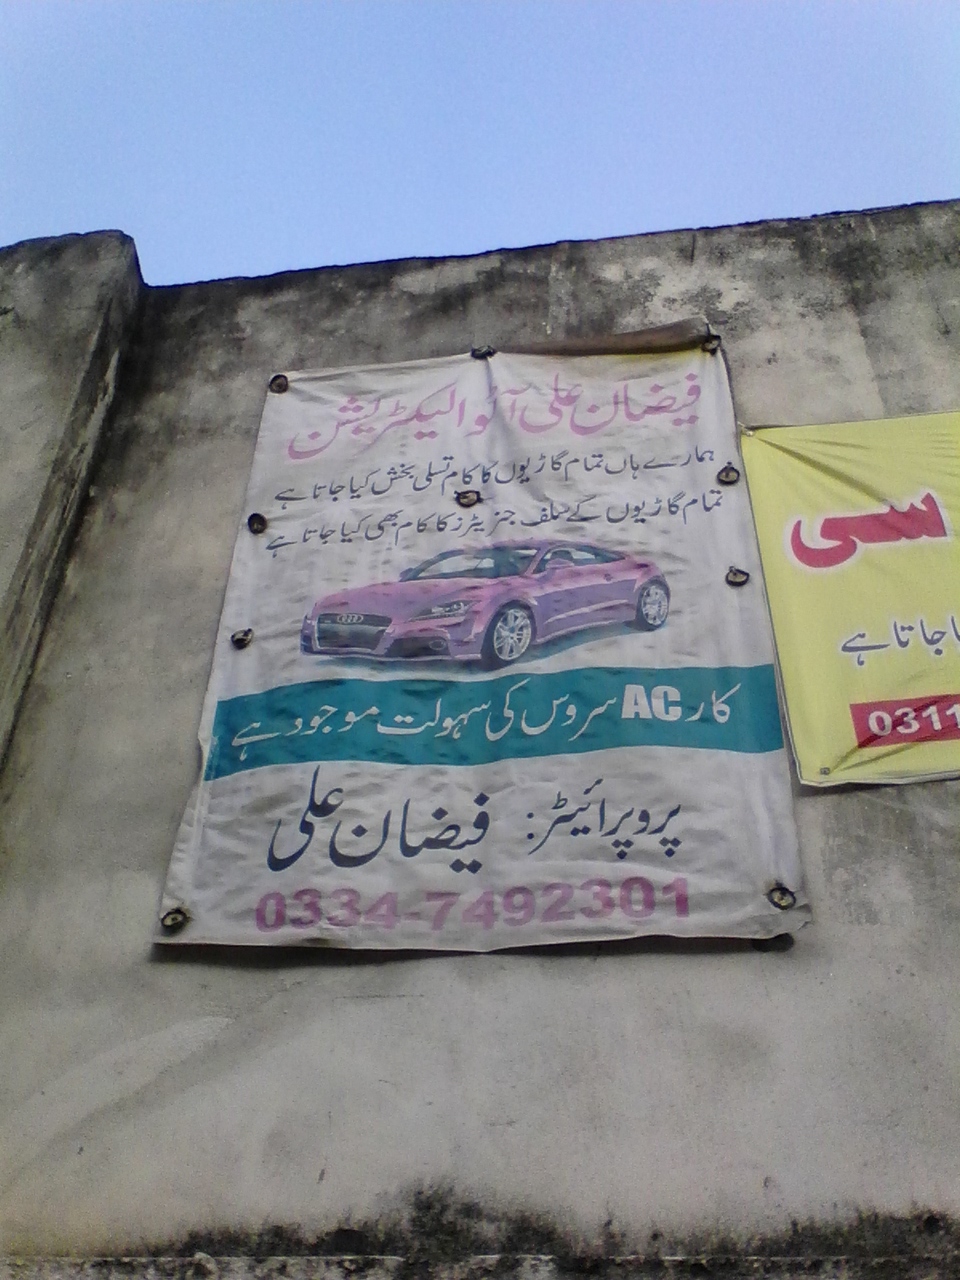 فیضان علی آٹو الیکٹریشن
ہمارے ہاں تمام گاڑیوں کا کام تسلی بخش کیا جاتا ہے
تمام گاڑیوں کے سلف جنریٹرز کا کام بھی کیا جاتا ہے
کار AC سروس کی سہولت موجود ہے
پروپرائیٹر: فیضان علی
0334-7492301
سی
جاتا ہے
0311